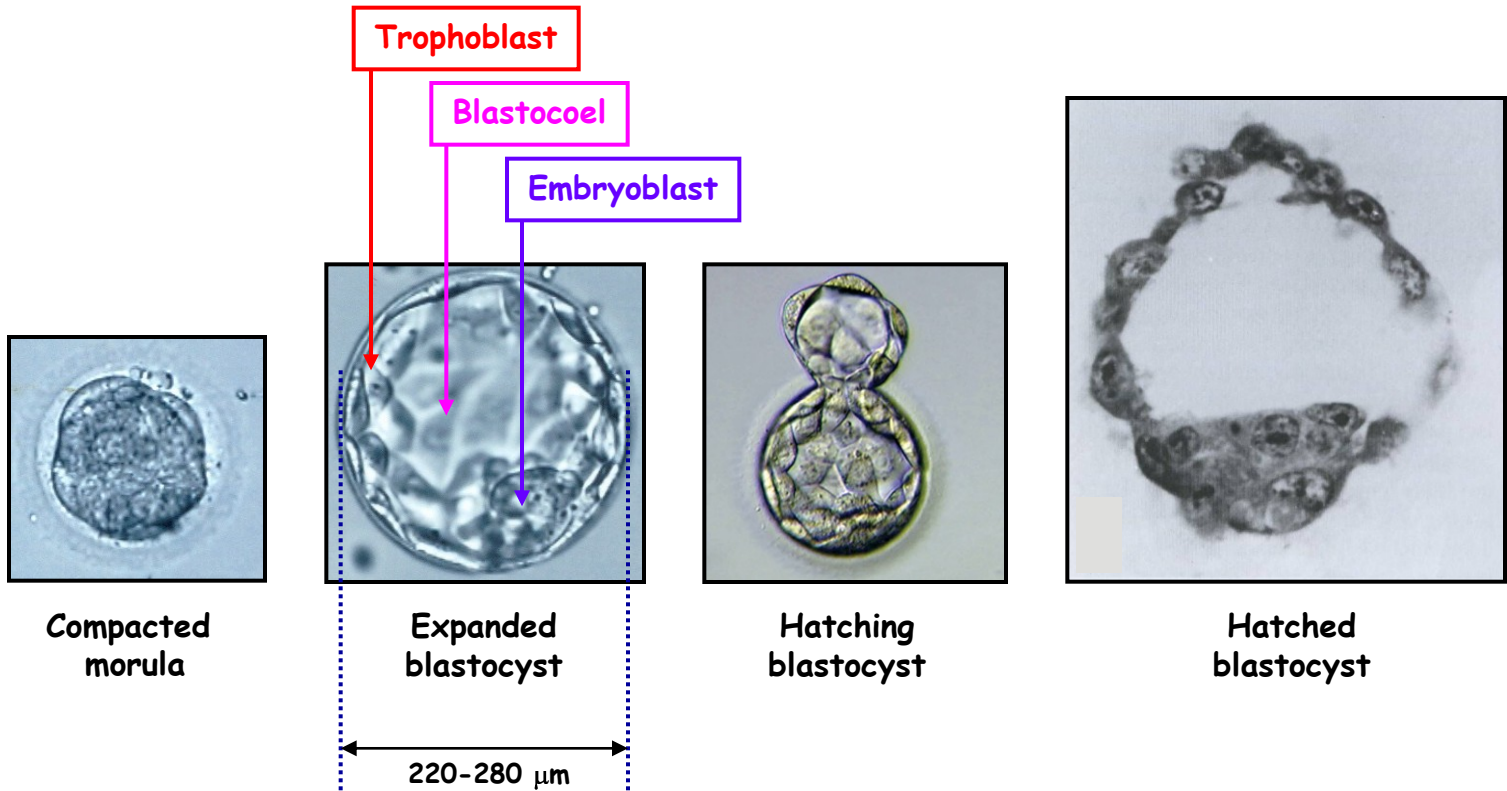 Trophoblast
Blastocoel
Embryoblast
Compacted
morula
Expanded
blastocyst
Hatching
blastocyst
Hatched
blastocyst
220-280 μm